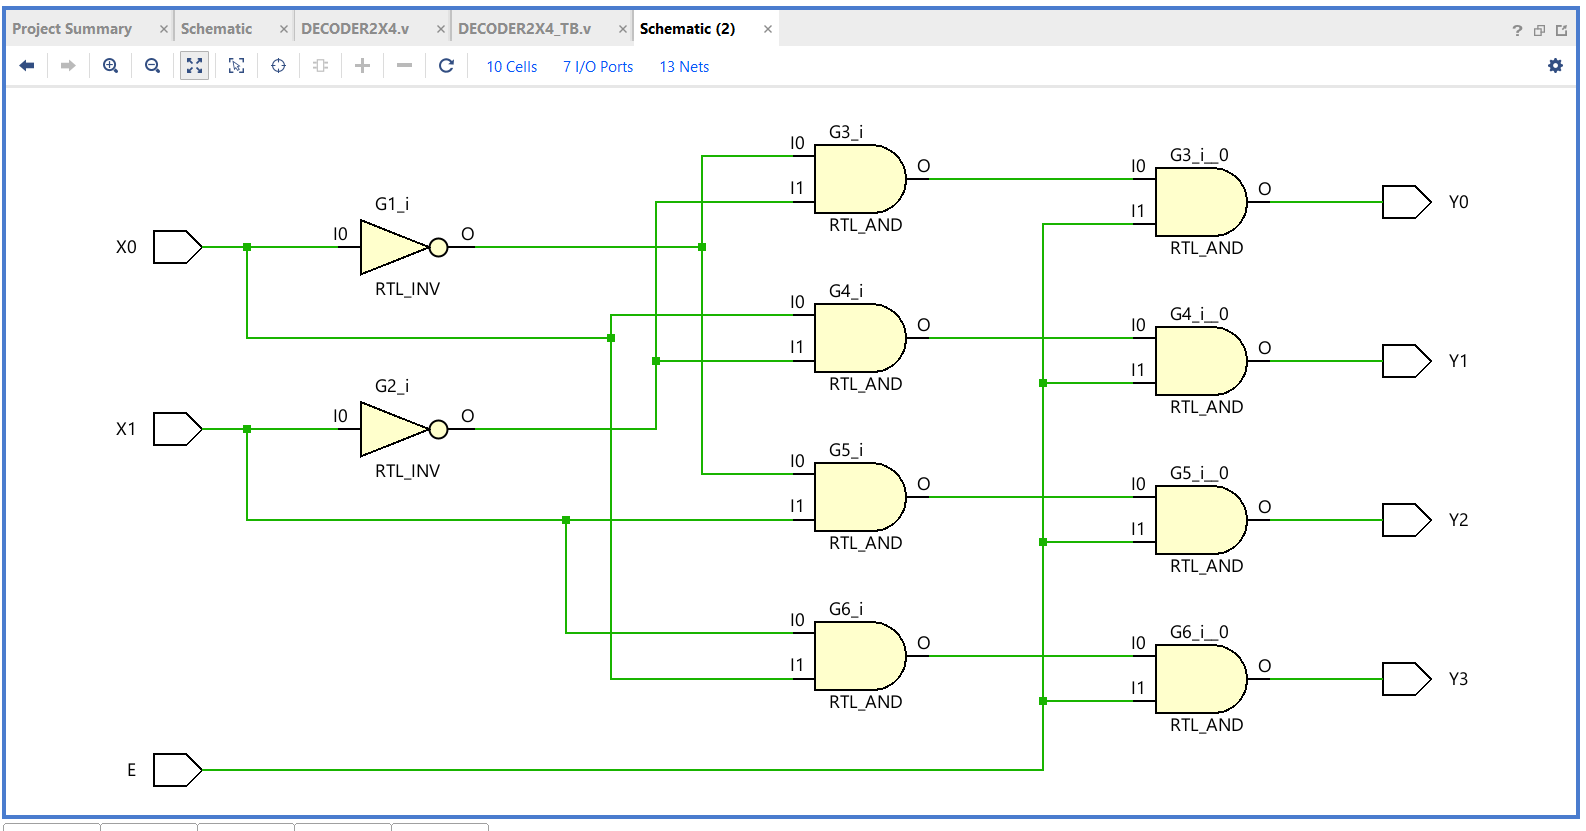 Project Summary × Schematic × DECODER2X4.v × DECODER2X4_TB.v × Schematic (2) × ?
10 Cells 7 I/O Ports 13 Nets
G3_i
I0 O
I1
RTL_AND
G3_i__0
I0 O
I1
RTL_AND
Y0
G1_i
X0 I0 O
RTL_INV
G4_i
I0 O
I1
RTL_AND
G4_i__0
I0 O
I1
RTL_AND
Y1
G2_i
X1 I0 O
RTL_INV
G5_i
I0 O
I1
RTL_AND
G5_i__0
I0 O
I1
RTL_AND
Y2
G6_i
I0 O
I1
RTL_AND
G6_i__0
I0 O
I1
RTL_AND
Y3
E